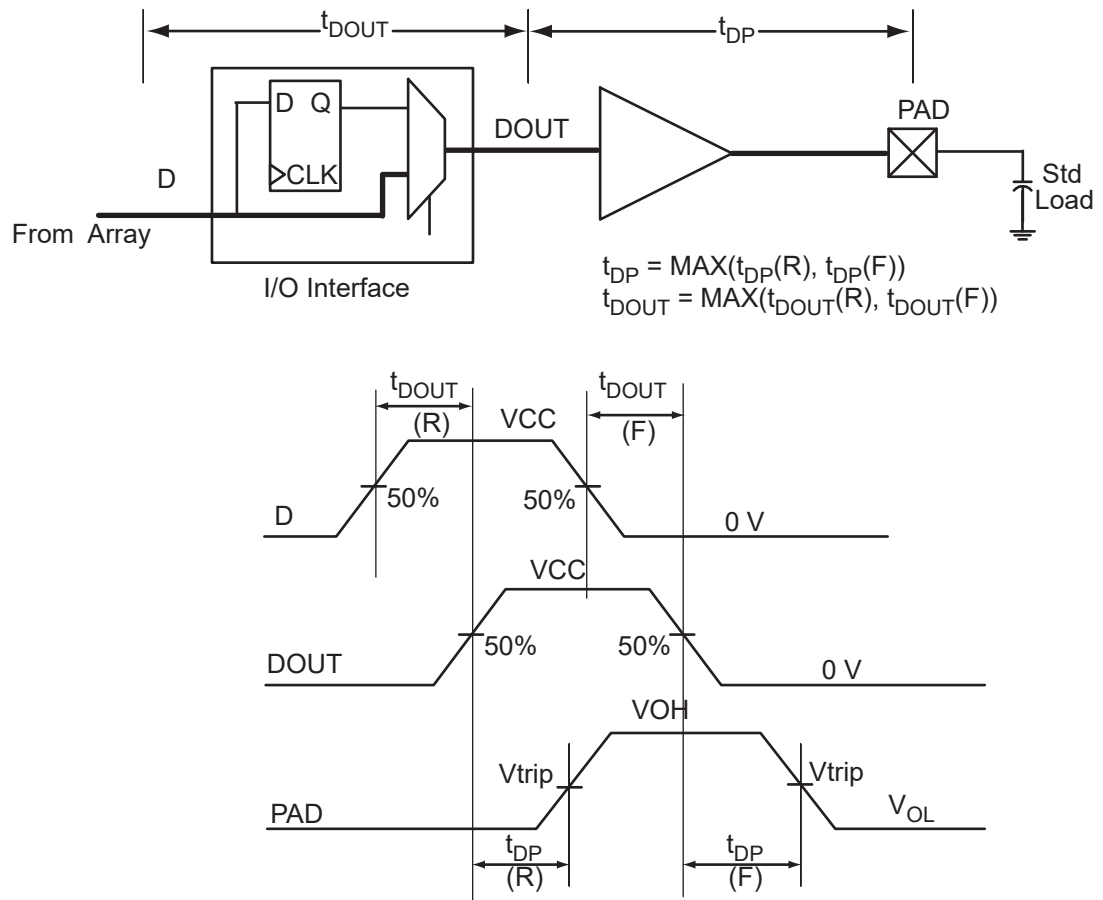 tDOUT
tDP
D Q
CLK
D
From Array
I/O Interface
DOUT
PAD
Std
Load
tDP = MAX(tDP(R), tDP(F))
tDOUT = MAX(tDOUT(R), tDOUT(F))
tDOUT
(R)
VCC
tDOUT
(F)
50%
50%
D
0 V
VCC
50%
50%
DOUT
0 V
VOH
Vtrip
Vtrip
PAD
VOL
tDP
(R)
tDP
(F)